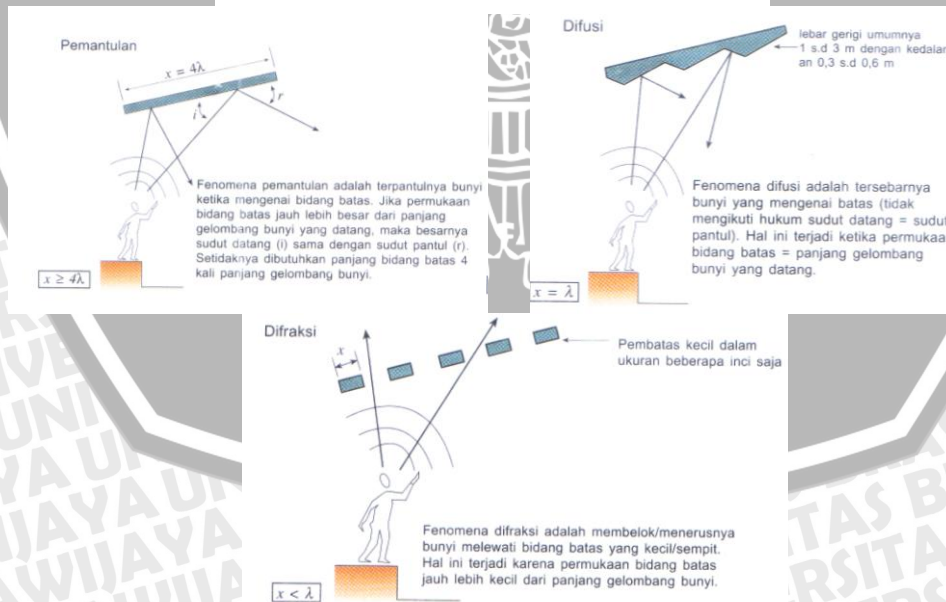 Pemantulan
x = 4λ
i
r
Fenomena pemantulan adalah terpantulnya bunyi
ketika mengenai bidang batas. Jika permukaan
bidang batas jauh lebih besar dari panjang
gelombang bunyi yang datang, maka besarnya
sudut datang (i) sama dengan sudut pantul (r).
Setidaknya dibutuhkan panjang bidang batas 4
kali panjang gelombang bunyi.
x ≥ 4λ
Difusi
lebar gerigi umumnya
1 s.d 3 m dengan kedalam
an 0,3 s.d 0,6 m
Fenomena difusi adalah tersebarnya
bunyi yang mengenai batas (tidak
mengikuti hukum sudut datang = sudut
pantul). Hal ini terjadi ketika permukaa
bidang batas = panjang gelombang
bunyi yang datang.
x = λ
Difraksi
x
Pembatas kecil dalam
ukuran beberapa inci saja
Fenomena difraksi adalah membelok/menerusnya
bunyi melewati bidang batas yang kecil/sempit.
Hal ini terjadi karena permukaan bidang batas
jauh lebih kecil dari panjang gelombang bunyi.
x < λ